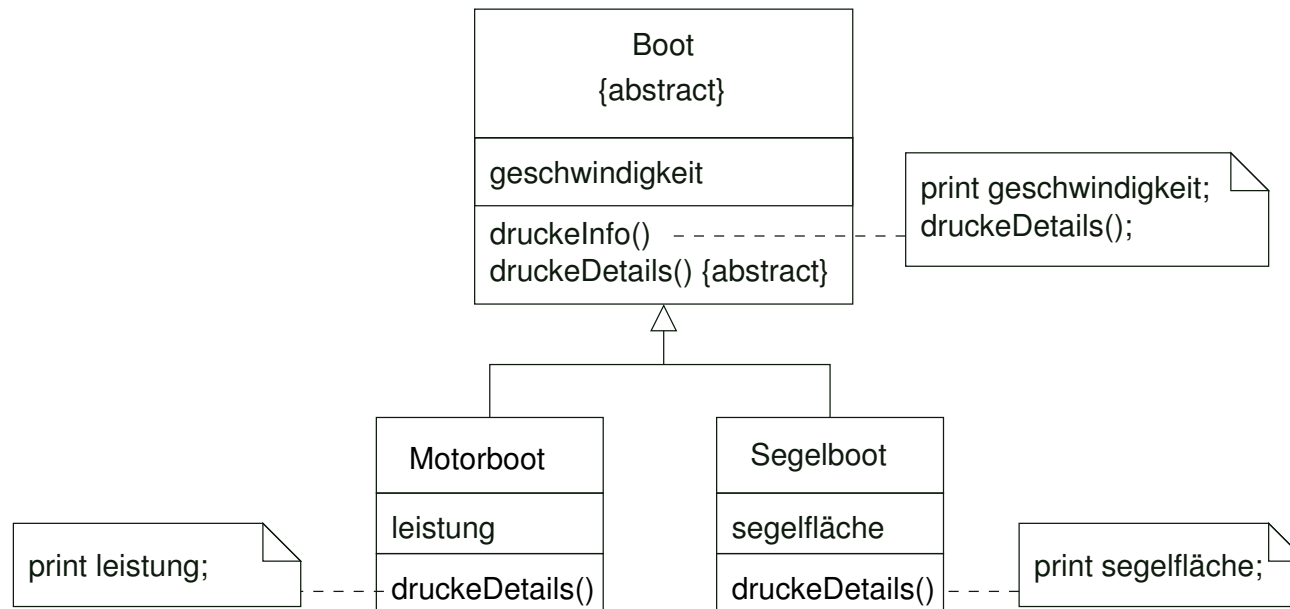 Boot
{abstract}
geschwindigkeit
druckeInfo()
druckeDetails() {abstract}
print geschwindigkeit;
druckeDetails();
Motorboot
leistung
druckeDetails()
print leistung;
Segelboot
segelfläche
druckeDetails()
print segelfläche;